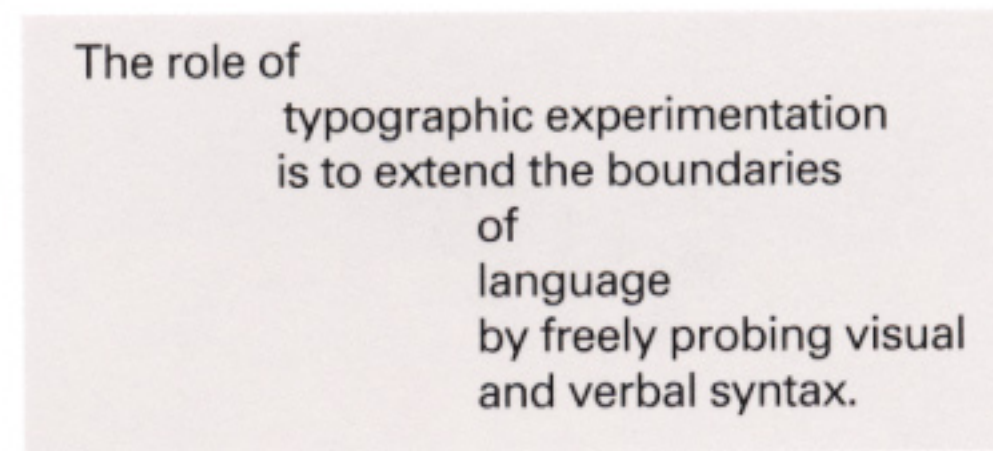 The role of
typographic experimentation
is to extend the boundaries
of
language
by freely probing visual
and verbal syntax.